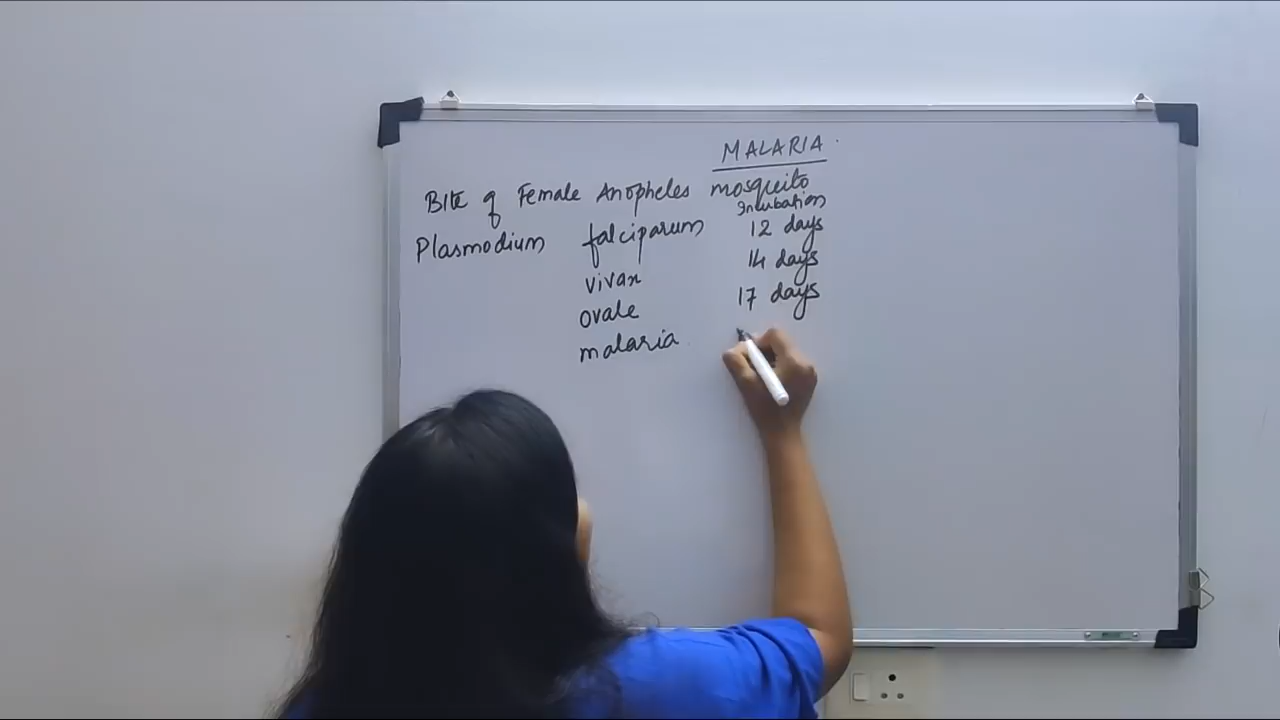 MALARIA
Bite of Female Anopheles mosquito
Incubation
Plasmodium falciparum 12 days
vivax 14 days
ovale 17 days
malaria